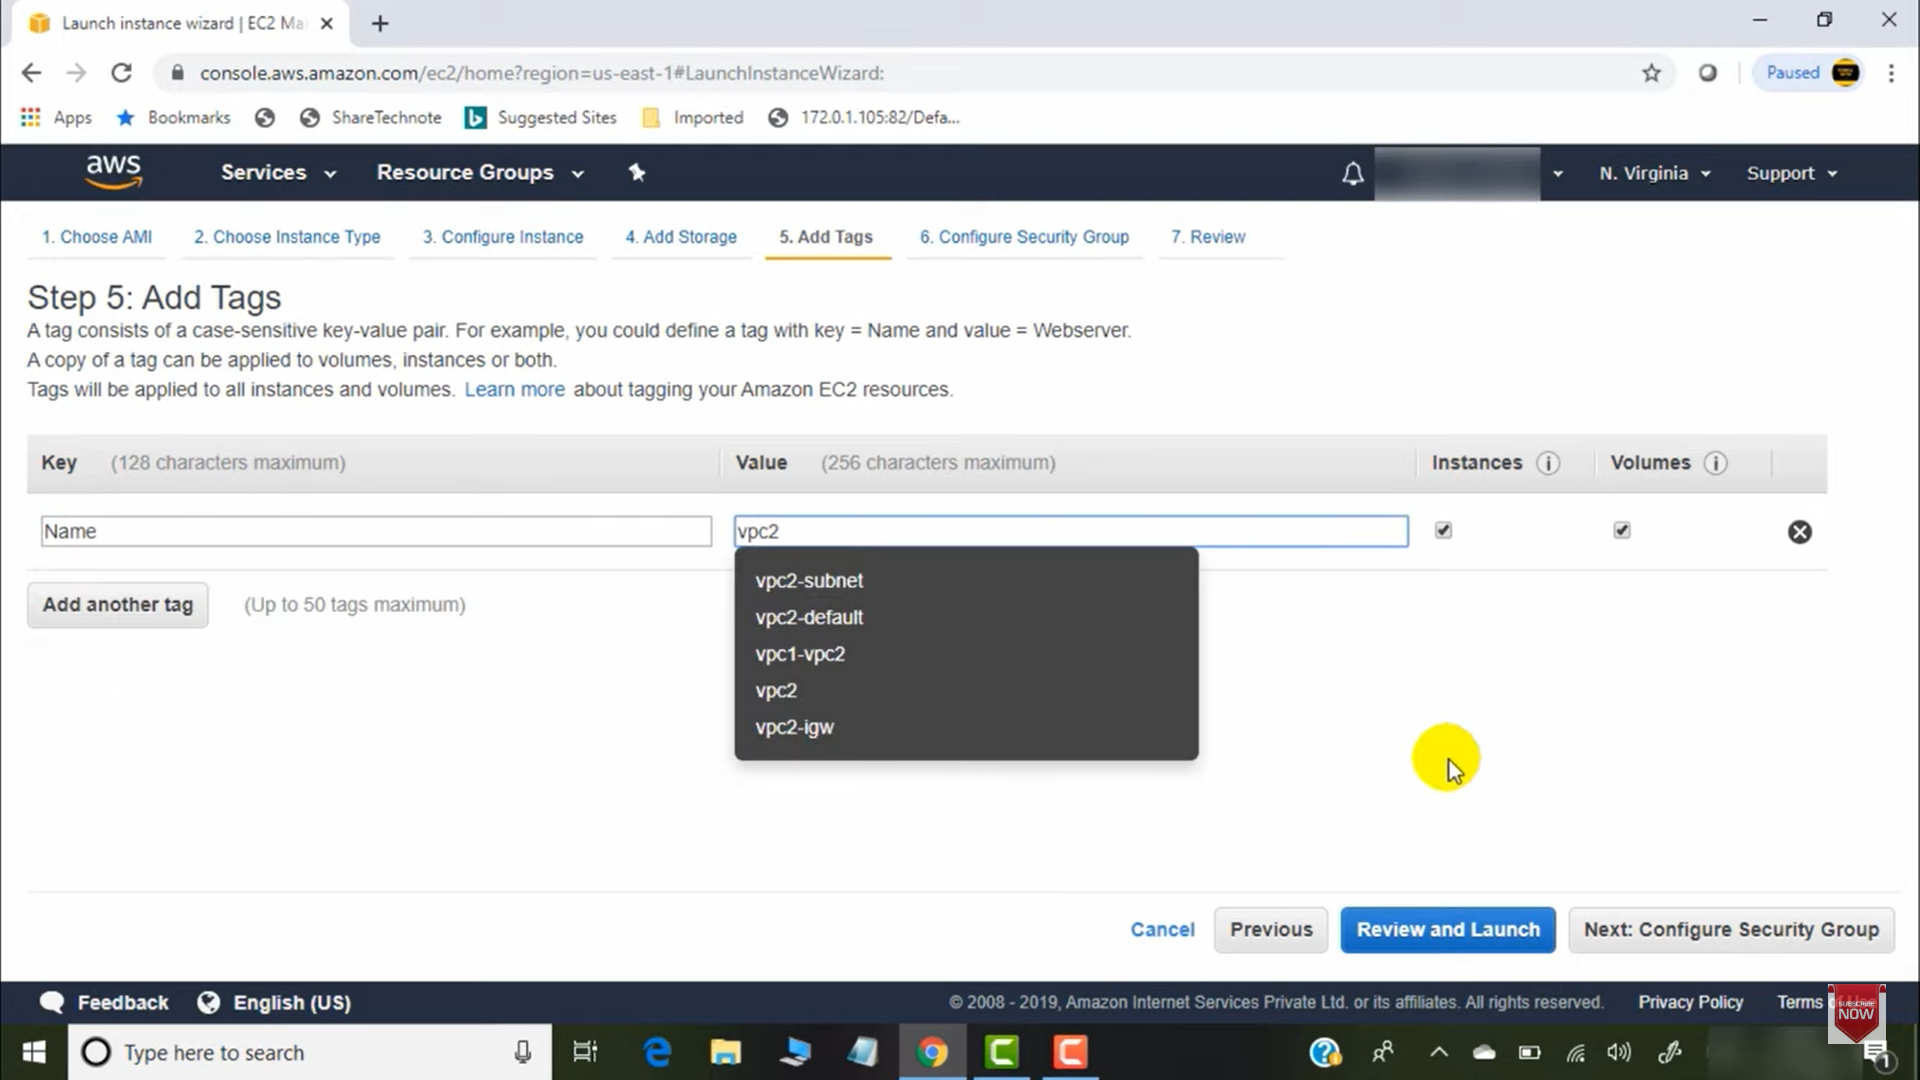 Launch instance wizard | EC2 Ma
console.aws.amazon.com/ec2/home?region=us-east-1#LaunchInstanceWizard:
Paused
Apps
Bookmarks
ShareTechnote
Suggested Sites
Imported
172.0.1.105:82/Defa...
aws
Services
Resource Groups
N. Virginia
Support
1. Choose AMI
2. Choose Instance Type
3. Configure Instance
4. Add Storage
5. Add Tags
6. Configure Security Group
7. Review
Step 5: Add Tags
A tag consists of a case-sensitive key-value pair. For example, you could define a tag with key = Name and value = Webserver.
A copy of a tag can be applied to volumes, instances or both.
Tags will be applied to all instances and volumes. Learn more about tagging your Amazon EC2 resources.
Key (128 characters maximum)
Value (256 characters maximum)
Instances
Volumes
Name
vpc2
vpc2-subnet
vpc2-default
vpc1-vpc2
vpc2
vpc2-igw
Add another tag
(Up to 50 tags maximum)
Cancel
Previous
Review and Launch
Next: Configure Security Group
Feedback
English (US)
© 2008 - 2019, Amazon Internet Services Private Ltd. or its affiliates. All rights reserved.
Privacy Policy
Terms
SUBSCRIBE
NOW
Type here to search
1